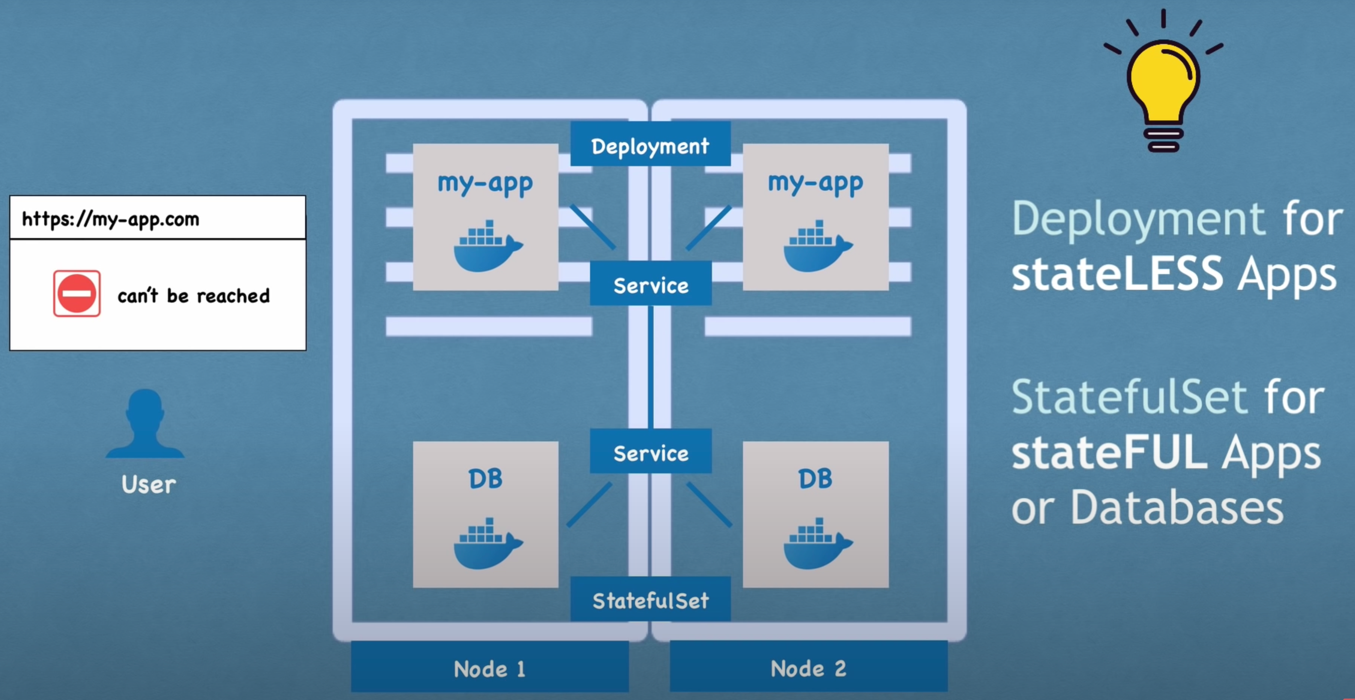 https://my-app.com
can't be reached
User
Deployment
my-app
my-app
Service
Service
DB
DB
StatefulSet
Node 1
Node 2
Deployment for
stateLESS Apps
StatefulSet for
stateFUL Apps
or Databases